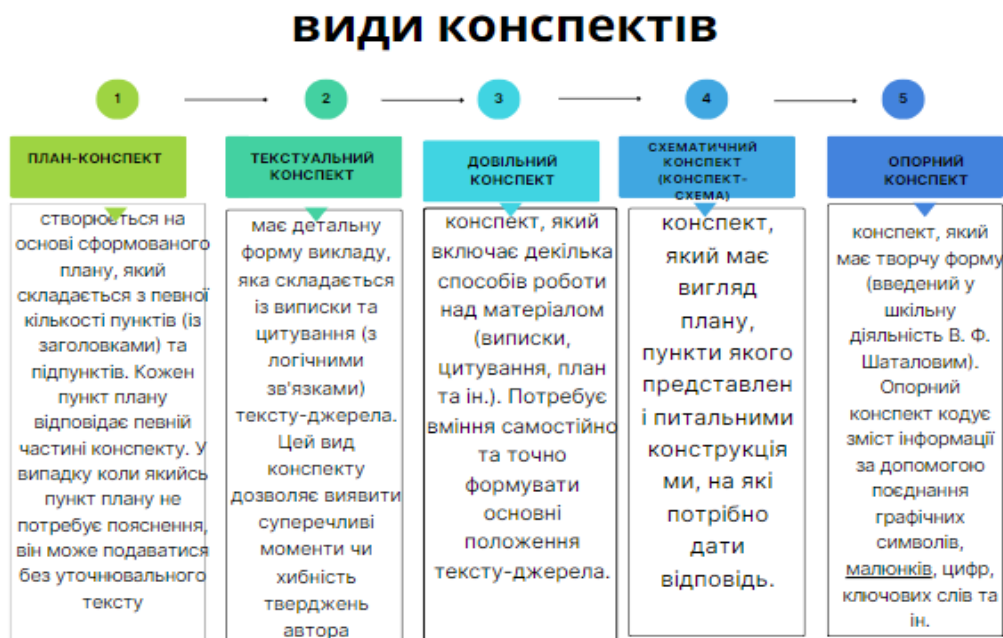 види конспектів
1
2
3
4
5
ПЛАН-КОНСПЕКТ
ТЕКСТУАЛЬНИЙ
КОНСПЕКТ
ДОВІЛЬНИЙ
КОНСПЕКТ
СХЕМАТИЧНИЙ
КОНСПЕКТ
(КОНСПЕКТ-
СХЕМА)
ОПОРНИЙ
КОНСПЕКТ
створюється на
основі сформованого
плану, який
складається з певної
кількості пунктів (із
заголовками) та
підпунктів. Кожен
пункт плану
відповідає певній
частині конспекту. У
випадку коли якийсь
пункт плану не
потребує пояснення,
він може подаватися
без уточнювального
тексту
має детальну
форму викладу,
яка складається
із виписки та
цитування (з
логічними
зв'язками)
тексту-джерела.
Цей вид
конспекту
дозволяє виявити
суперечливі
моменти чи
хибність
тверджень
автора
конспект, який
включає декілька
способів роботи
над матеріалом
(виписки,
цитування, план
та ін.). Потребує
вміння самостійно
та точно
формувати
основні
положення
тексту-джерела.
конспект,
який має
вигляд
плану,
пункти якого
представлен
і питальними
конструкція
ми, на які
потрібно
дати
відповідь.
конспект, який
має творчу форму
(введений у
шкільну
діяльність В. Ф.
Шаталовим).
Опорний
конспект кодує
зміст інформації
за допомогою
поєднання
графічних
символів,
малюнків, цифр,
ключових слів та
ін.